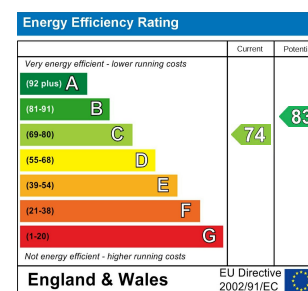 Energy Efficiency Rating
Current Potenti
Very energy efficient - lower running costs
(92 plus) A
(81-91) B
83
(69-80) C
74
(55-68) D
(39-54) E
(21-38) F
(1-20) G
Not energy efficient - higher running costs
England & Wales
EU Directive
2002/91/EC